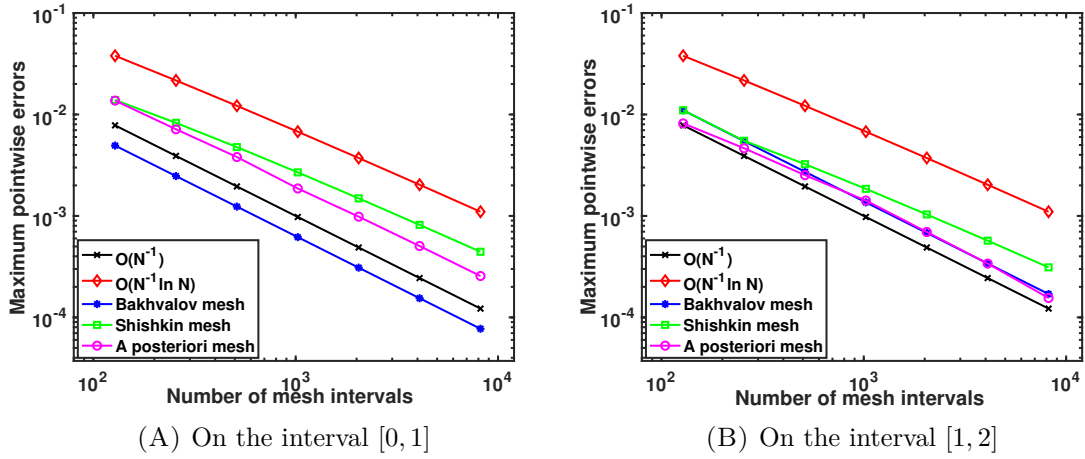 10^-1
10^-2
10^-3
10^-4
Maximum pointwise errors
O(N^-1)
O(N^-1 ln N)
Bakhvalov mesh
Shishkin mesh
A posteriori mesh
10^2
10^3
10^4
Number of mesh intervals
(A) On the interval [0, 1]
10^-1
10^-2
10^-3
10^-4
Maximum pointwise errors
O(N^-1)
O(N^-1 ln N)
Bakhvalov mesh
Shishkin mesh
A posteriori mesh
10^2
10^3
10^4
Number of mesh intervals
(B) On the interval [1, 2]